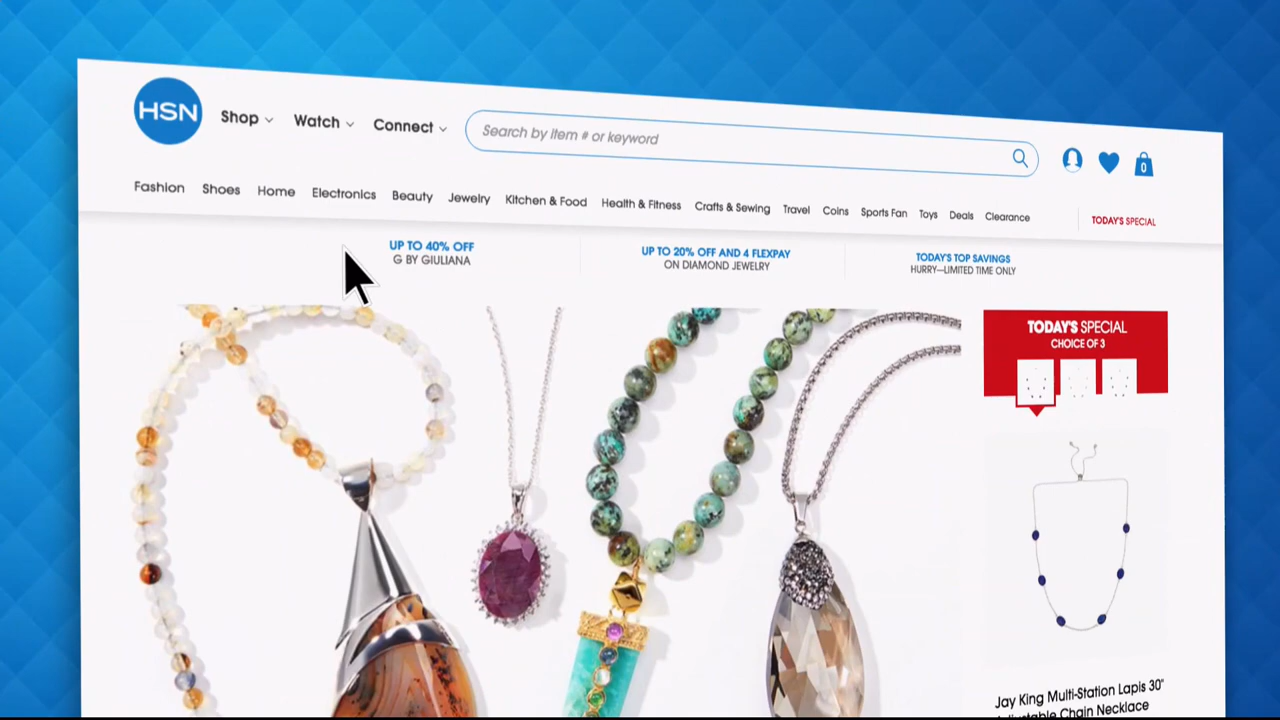 HSN
Shop Watch Connect
Search by item # or keyword
0
Fashion Shoes Home Electronics Beauty Jewelry Kitchen & Food Health & Fitness Crafts & Sewing Travel Coins Sports Fan Toys Deals Clearance
TODAY'S SPECIAL
UP TO 40% OFF
G BY GIULIANA
UP TO 20% OFF AND 4 FLEXPAY
ON DIAMOND JEWELRY
TODAY'S TOP SAVINGS
HURRY—LIMITED TIME ONLY
TODAY'S SPECIAL
CHOICE OF 3
Jay King Multi-Station Lapis 30"
Adjustable Chain Necklace